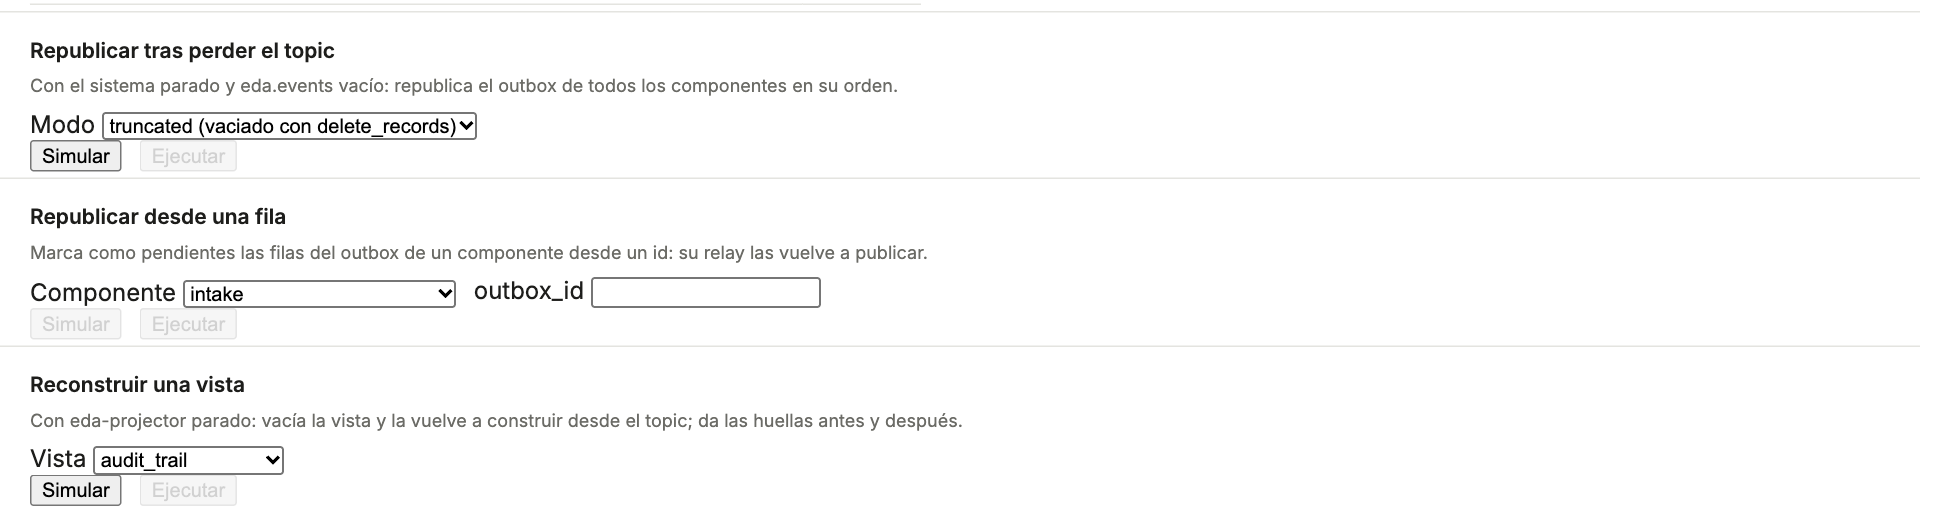 Republicar tras perder el topic
Con el sistema parado y eda.events vacío: republica el outbox de todos los componentes en su orden.
Modo truncated (vaciado con delete_records)
Simular Ejecutar
Republicar desde una fila
Marca como pendientes las filas del outbox de un componente desde un id: su relay las vuelve a publicar.
Componente intake outbox_id
Simular Ejecutar
Reconstruir una vista
Con eda-projector parado: vacía la vista y la vuelve a construir desde el topic; da las huellas antes y después.
Vista audit_trail
Simular Ejecutar